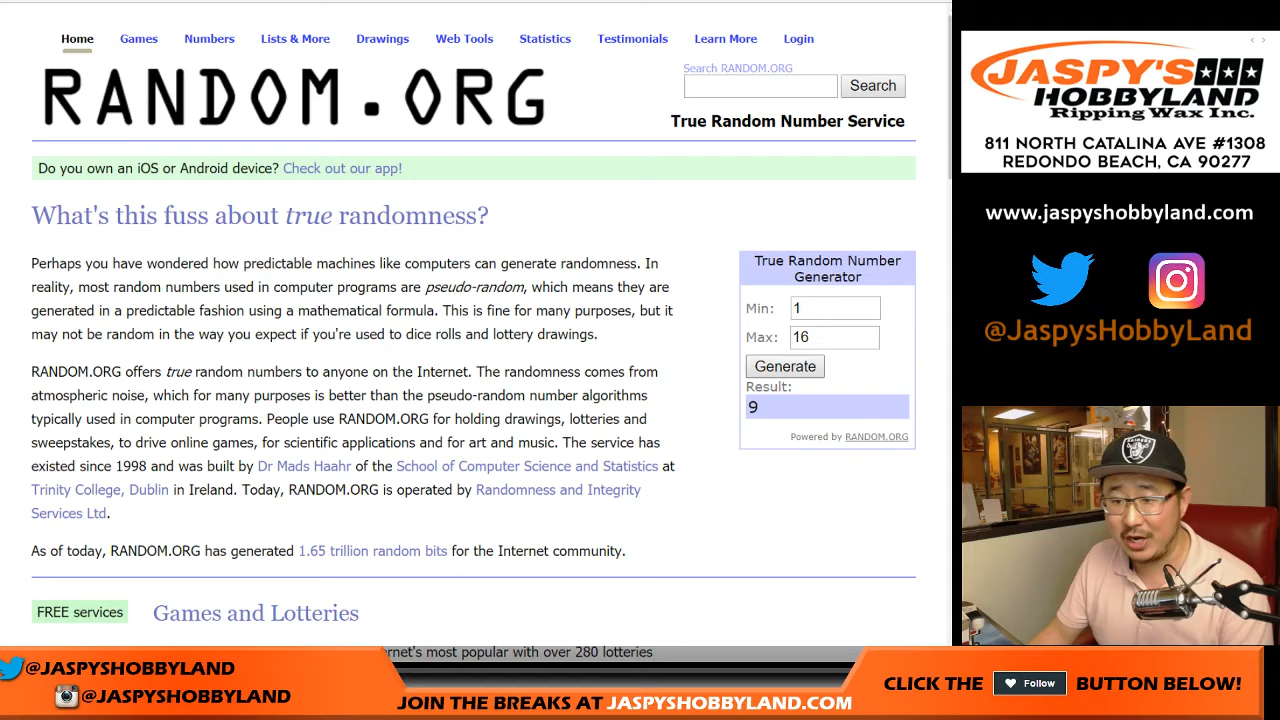 Home Games Numbers Lists & More Drawings Web Tools Statistics Testimonials Learn More Login
RANDOM.ORG
Search RANDOM.ORG
Search
True Random Number Service
Do you own an iOS or Android device? Check out our app!
What's this fuss about true randomness?
Perhaps you have wondered how predictable machines like computers can generate randomness. In
reality, most random numbers used in computer programs are pseudo-random, which means they are
generated in a predictable fashion using a mathematical formula. This is fine for many purposes, but it
may not be random in the way you expect if you're used to dice rolls and lottery drawings.
RANDOM.ORG offers true random numbers to anyone on the Internet. The randomness comes from
atmospheric noise, which for many purposes is better than the pseudo-random number algorithms
typically used in computer programs. People use RANDOM.ORG for holding drawings, lotteries and
sweepstakes, to drive online games, for scientific applications and for art and music. The service has
existed since 1998 and was built by Dr Mads Haahr of the School of Computer Science and Statistics at
Trinity College, Dublin in Ireland. Today, RANDOM.ORG is operated by Randomness and Integrity
Services Ltd.
As of today, RANDOM.ORG has generated 1.65 trillion random bits for the Internet community.
True Random Number
Generator
Min: 1
Max: 16
Generate
Result:
9
Powered by RANDOM.ORG
FREE services
Games and Lotteries
ernet's most popular with over 280 lotteries
JASPY'S
HOBBYLAND
Ripping Wax Inc.
811 NORTH CATALINA AVE #1308
REDONDO BEACH, CA 90277
www.jaspyshobbyland.com
@JaspysHobbyLand
RAIDERS
@JASPYSHOBBYLAND
@JASPYSHOBBYLAND
JOIN THE BREAKS AT JASPYSHOBBYLAND.COM
CLICK THE Follow BUTTON BELOW!